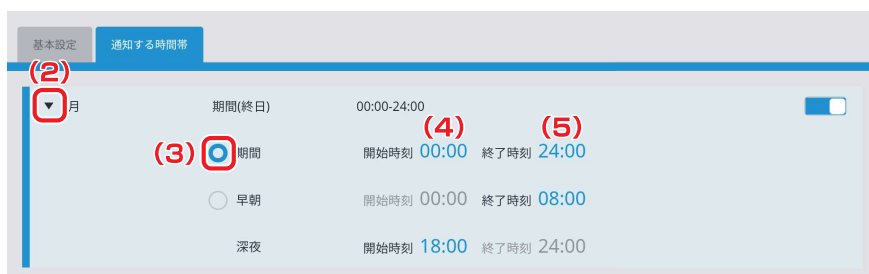 基本設定 通知する時間帯
(2)
▼ 月 期間(終日) 00:00-24:00
(4) (5)
(3) 期間 開始時刻 00:00 終了時刻 24:00
早朝 開始時刻 00:00 終了時刻 08:00
深夜 開始時刻 18:00 終了時刻 24:00